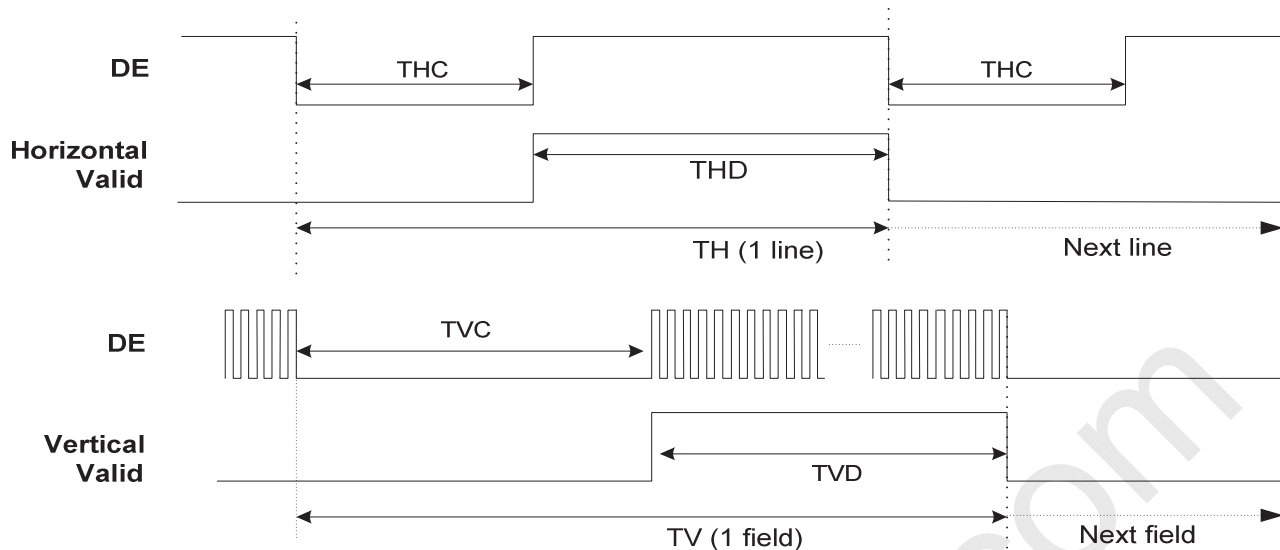 DE
THC
THC
Horizontal
Valid
THD
TH (1 line)
Next line
DE
TVC
Vertical
Valid
TVD
TV (1 field)
Next field
om